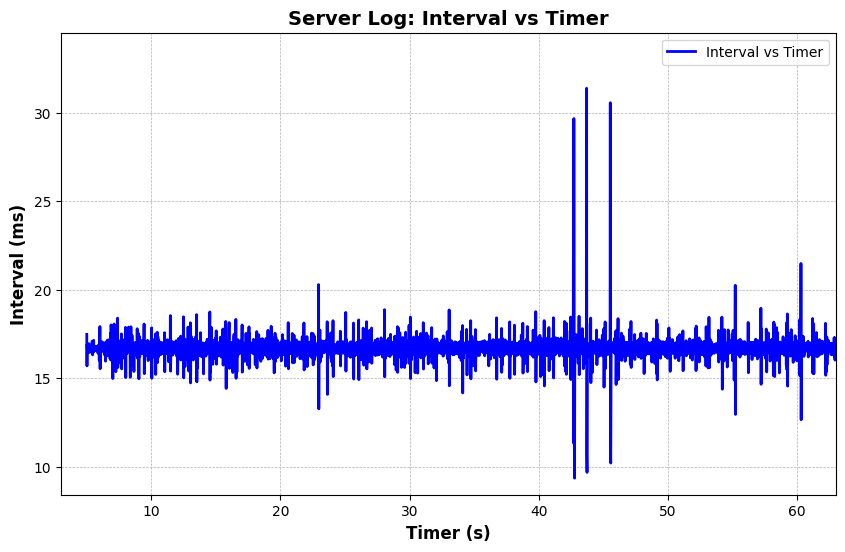 Server Log: Interval vs Timer
Interval vs Timer
30
25
20
15
10
Interval (ms)
10 20 30 40 50 60
Timer (s)